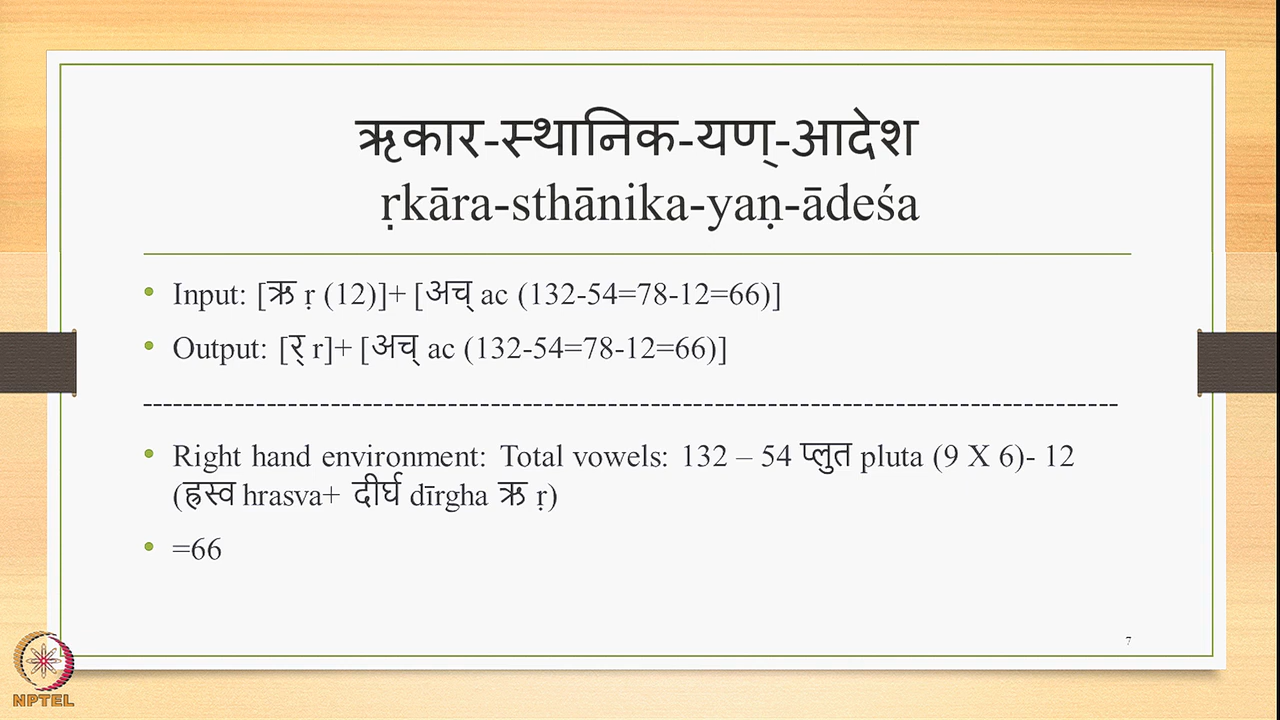 ऋकार-स्थानिक-यण्-आदेश
ṛkāra-sthānika-yaṇ-ādeśa
• Input: [ऋ ṛ (12)]+ [अच् ac (132-54=78-12=66)]
• Output: [र् r]+ [अच् ac (132-54=78-12=66)]
--------------------------------------------------------------------------------------------
• Right hand environment: Total vowels: 132 – 54 प्लुत pluta (9 X 6)- 12
(ह्रस्व hrasva+ दीर्घ dīrgha ऋ ṛ)
• =66
7
NPTEL